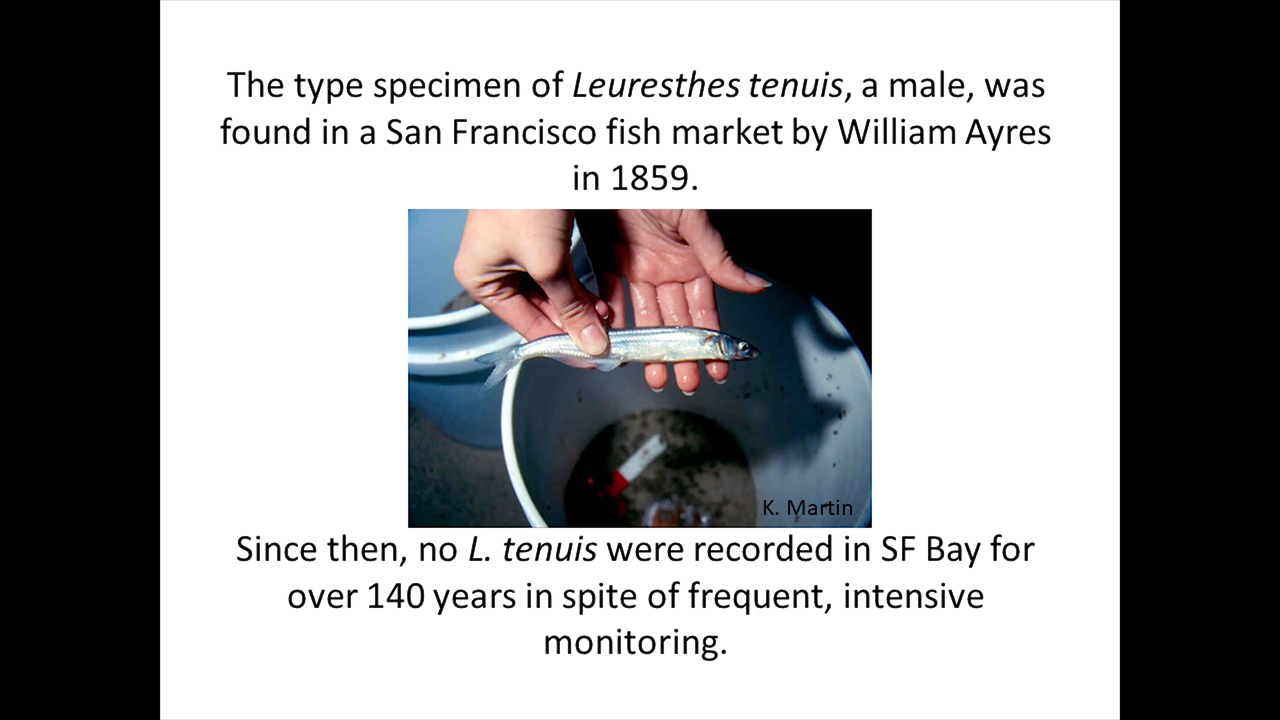 The type specimen of Leuresthes tenuis, a male, was
found in a San Francisco fish market by William Ayres
in 1859.
K. Martin
Since then, no L. tenuis were recorded in SF Bay for
over 140 years in spite of frequent, intensive
monitoring.